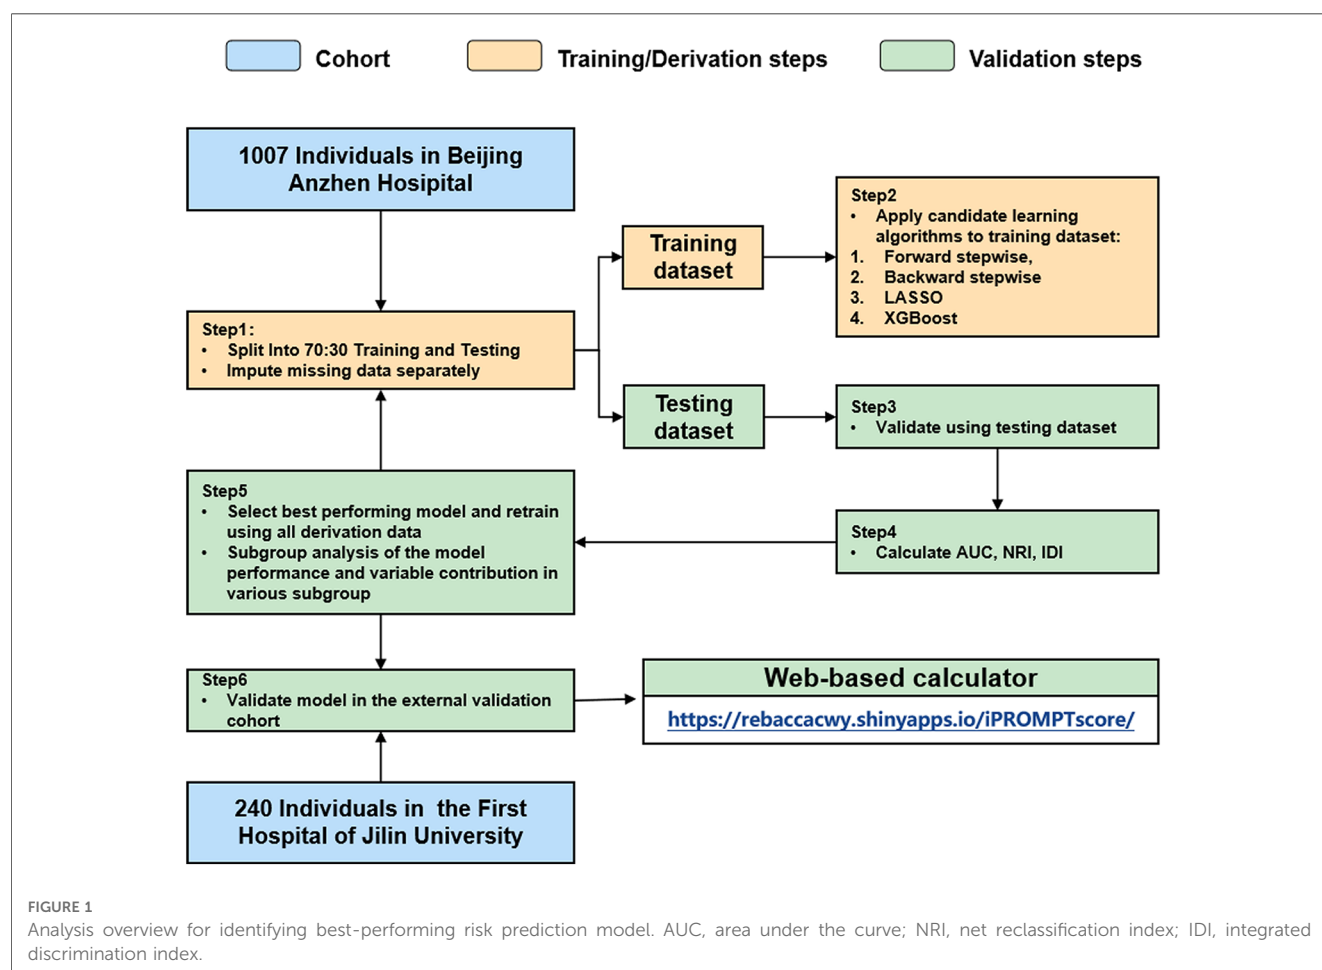 Cohort
Training/Derivation steps
Validation steps
1007 Individuals in Beijing
Anzhen Hosipital
Step1:
• Split Into 70:30 Training and Testing
• Impute missing data separately
Training
dataset
Step2
• Apply candidate learning
algorithms to training dataset:
1. Forward stepwise,
2. Backward stepwise
3. LASSO
4. XGBoost
Testing
dataset
Step3
• Validate using testing dataset
Step4
• Calculate AUC, NRI, IDI
Step5
• Select best performing model and retrain
using all derivation data
• Subgroup analysis of the model
performance and variable contribution in
various subgroup
Step6
• Validate model in the external validation
cohort
Web-based calculator
https://rebaccacwy.shinyapps.io/iPROMPTscore/
240 Individuals in the First
Hospital of Jilin University
FIGURE 1
Analysis overview for identifying best-performing risk prediction model. AUC, area under the curve; NRI, net reclassification index; IDI, integrated
discrimination index.